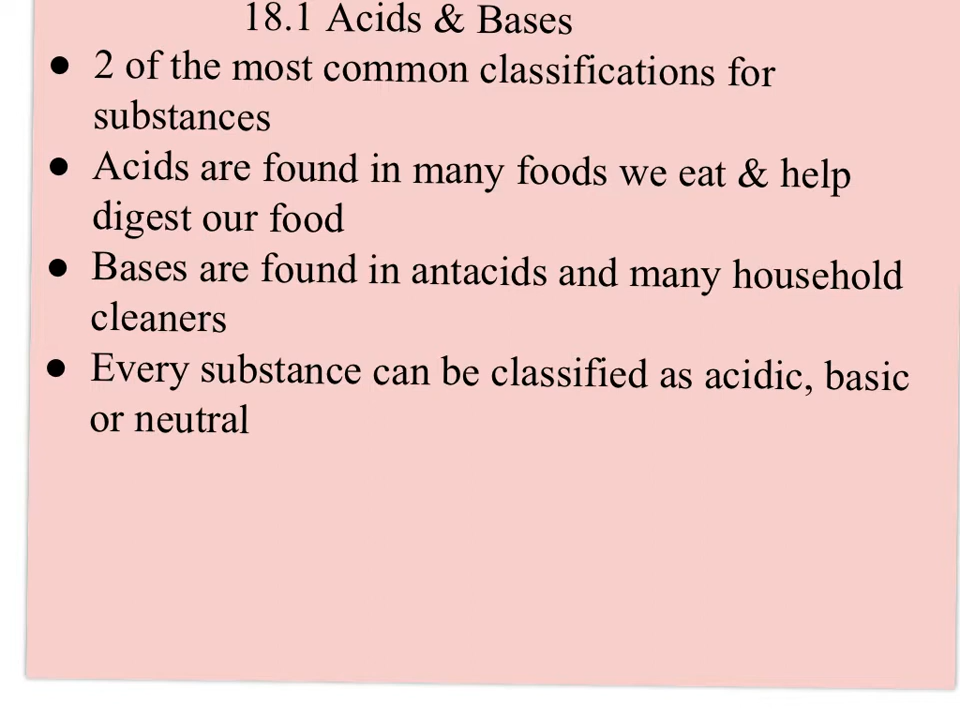 18.1 Acids & Bases
● 2 of the most common classifications for
substances
● Acids are found in many foods we eat & help
digest our food
● Bases are found in antacids and many household
cleaners
● Every substance can be classified as acidic, basic
or neutral